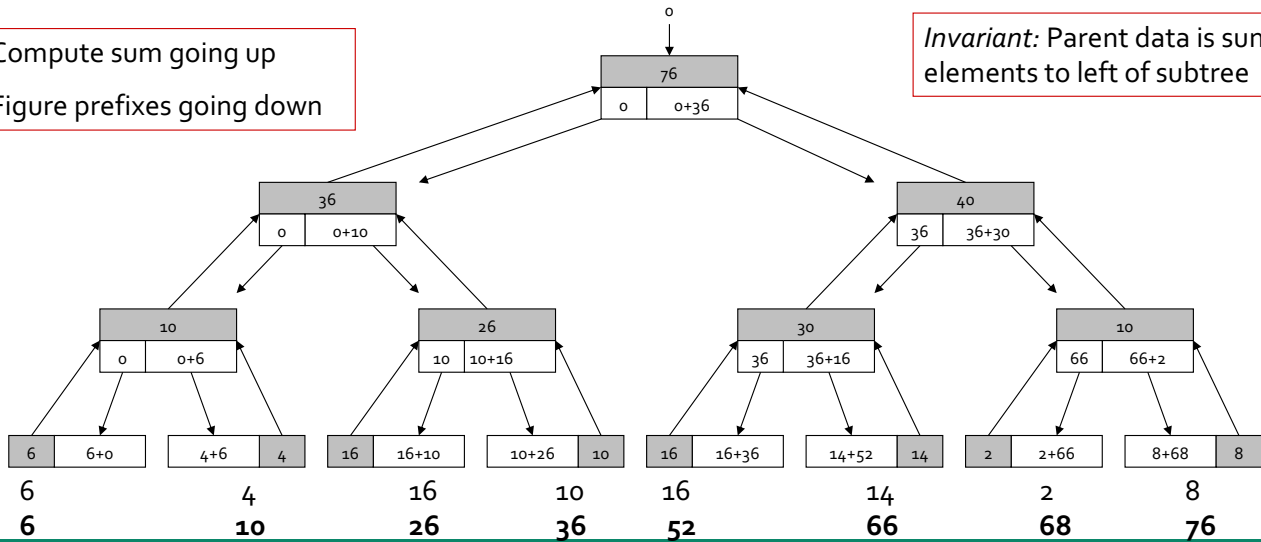 0
Compute sum going up
Figure prefixes going down
Invariant: Parent data is sum
elements to left of subtree
76
0 0+36
36 40
0 0+10 36 36+30
10 26 30 10
0 0+6 10 10+16 36 36+16 66 66+2
6 6+0 4+6 4 16 16+10 10+26 10 16 16+36 14+52 14 2 2+66 8+68 8
6 4 16 10 16 14 2 8
6 10 26 36 52 66 68 76